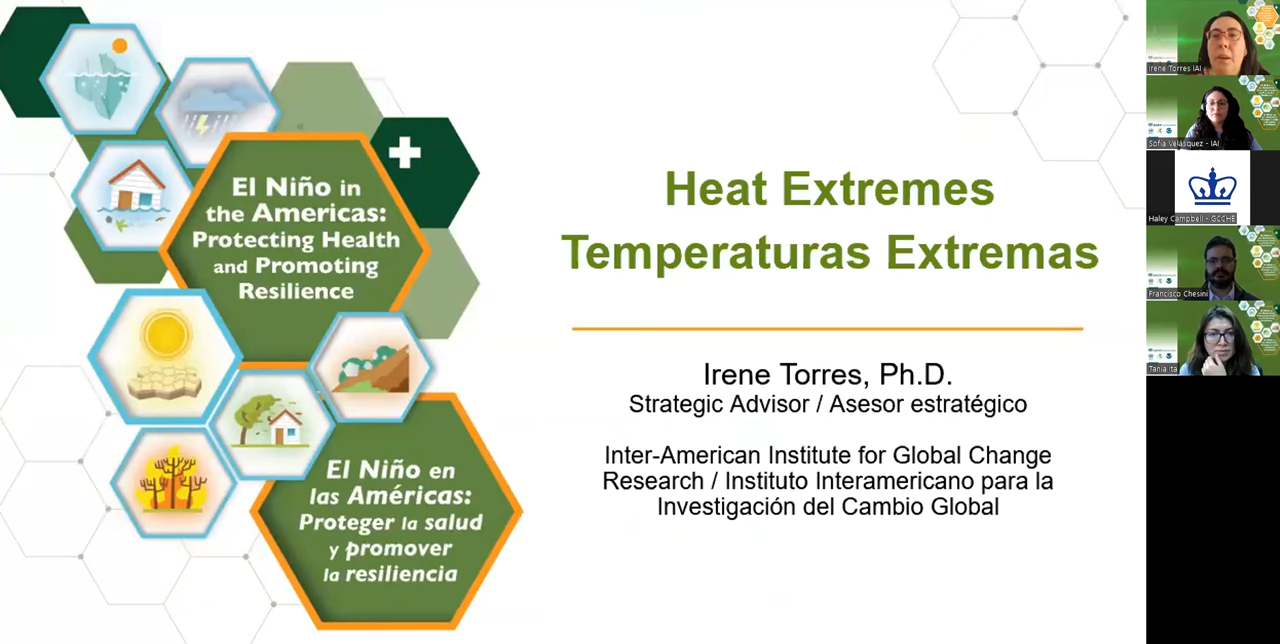 El Niño in
the Americas:
Protecting Health
and Promoting
Resilience
El Niño en
las Américas:
Proteger la salud
y promover
la resiliencia
Heat Extremes
Temperaturas Extremas
Irene Torres, Ph.D.
Strategic Advisor / Asesor estratégico
Inter-American Institute for Global Change
Research / Instituto Interamericano para la
Investigación del Cambio Global
Irene Torres IAI
Sofia Velásquez - IAI
Haley Campbell - GCCHE
Francisco Chesini
Tania Ita